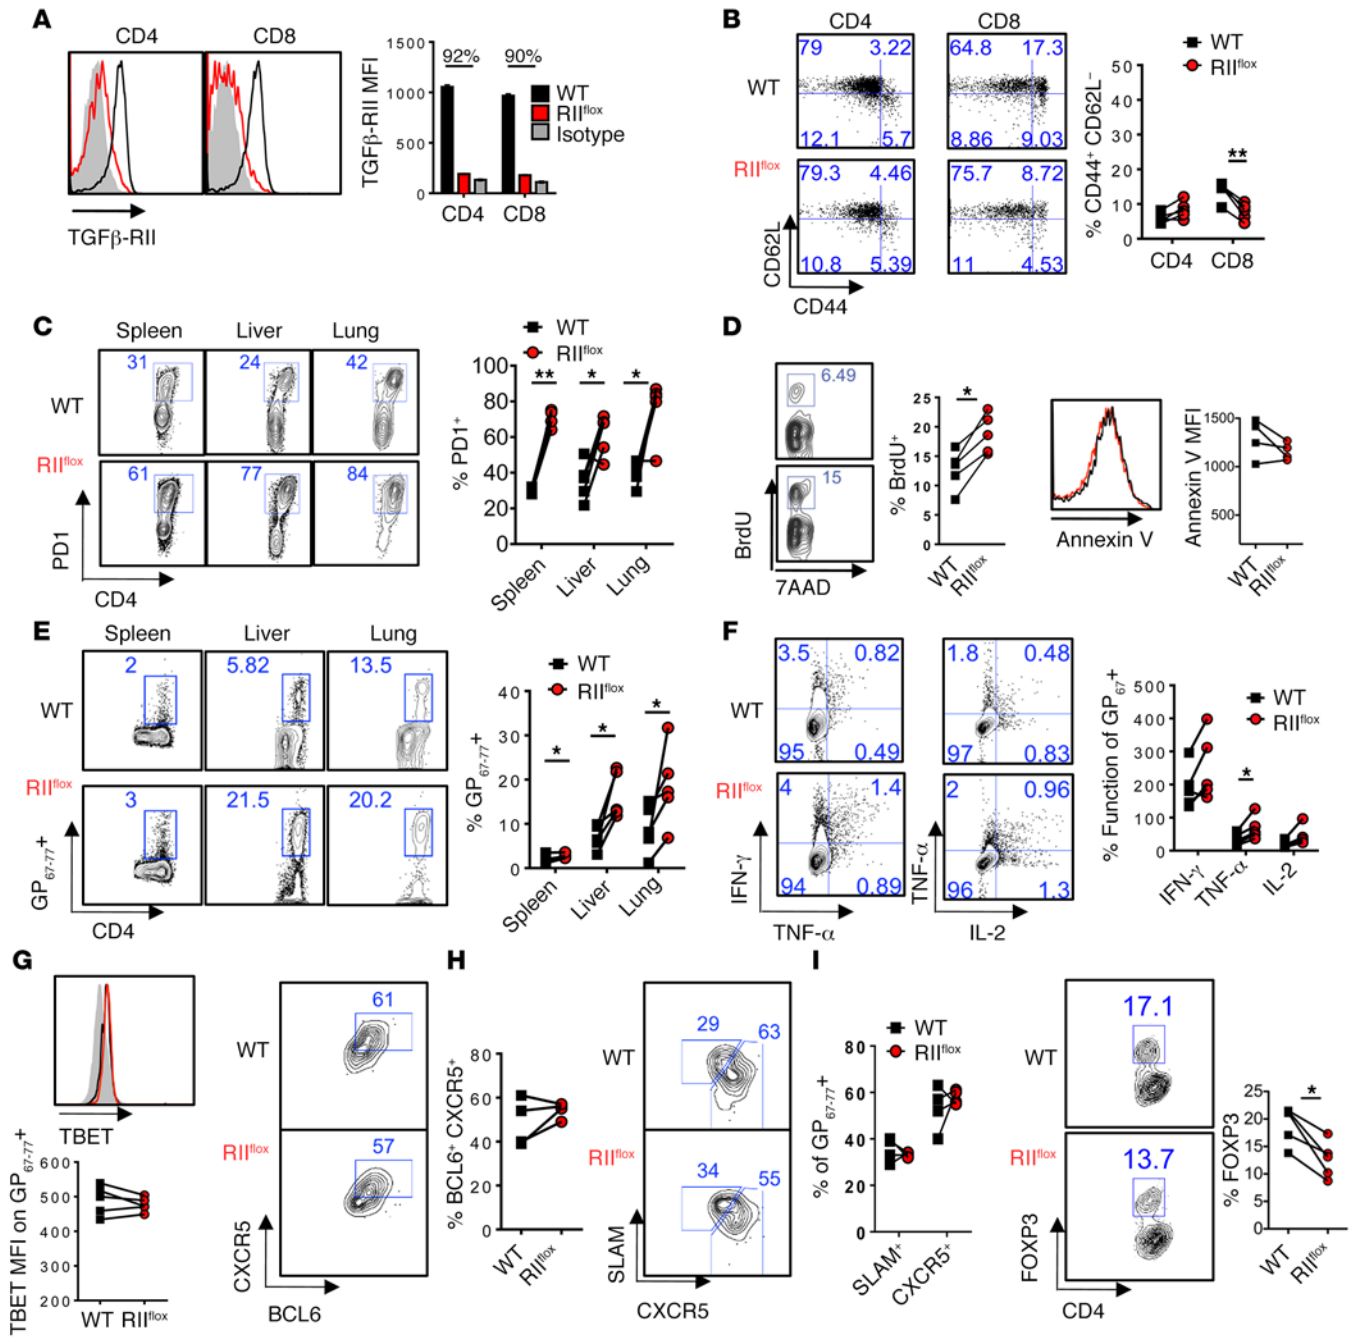 A
CD4
CD8
TGFβ-RII
TGFβ-RII MFI
1500
1000
500
0
92%
90%
WT
RIIflox
Isotype
CD4
CD8
B
CD4
CD8
WT
79
3.22
12.1
5.7
64.8
17.3
8.86
9.03
RIIflox
79.3
4.46
10.8
5.39
75.7
8.72
11
4.53
CD62L
CD44
WT
RIIflox
% CD44+ CD62L−
50
40
30
20
10
0
**
CD4
CD8
C
Spleen
Liver
Lung
WT
31
24
42
RIIflox
61
77
84
PD1
CD4
WT
RIIflox
% PD1+
100
80
60
40
20
0
**
*
*
Spleen
Liver
Lung
D
6.49
15
BrdU
7AAD
% BrdU+
25
20
15
10
5
0
*
WT
RIIflox
Annexin V
Annexin V MFI
1500
1000
500
WT
RIIflox
E
Spleen
Liver
Lung
WT
2
5.82
13.5
RIIflox
3
21.5
20.2
GP67-77+
CD4
WT
RIIflox
% GP67-77+
40
30
20
10
0
*
*
*
Spleen
Liver
Lung
F
WT
3.5
0.82
95
0.49
1.8
0.48
97
0.83
RIIflox
4
1.4
94
0.89
2
0.96
96
1.3
IFN-γ
TNF-α
TNF-α
IL-2
WT
RIIflox
% Function of GP67+
500
400
300
200
100
0
*
IFN-γ
TNF-α
IL-2
G
TBET
TBET MFI on GP67-77+
600
500
400
300
200
WT RIIflox
WT
61
RIIflox
57
CXCR5
BCL6
H
% BCL6+ CXCR5+
80
60
40
20
0
WT
RIIflox
WT
29
63
RIIflox
34
55
SLAM
CXCR5
I
WT
RIIflox
% of GP67-77+
80
60
40
20
0
SLAM+
CXCR5+
WT
17.1
RIIflox
13.7
FOXP3
CD4
% FOXP3
25
20
15
10
5
0
*
WT
RIIflox